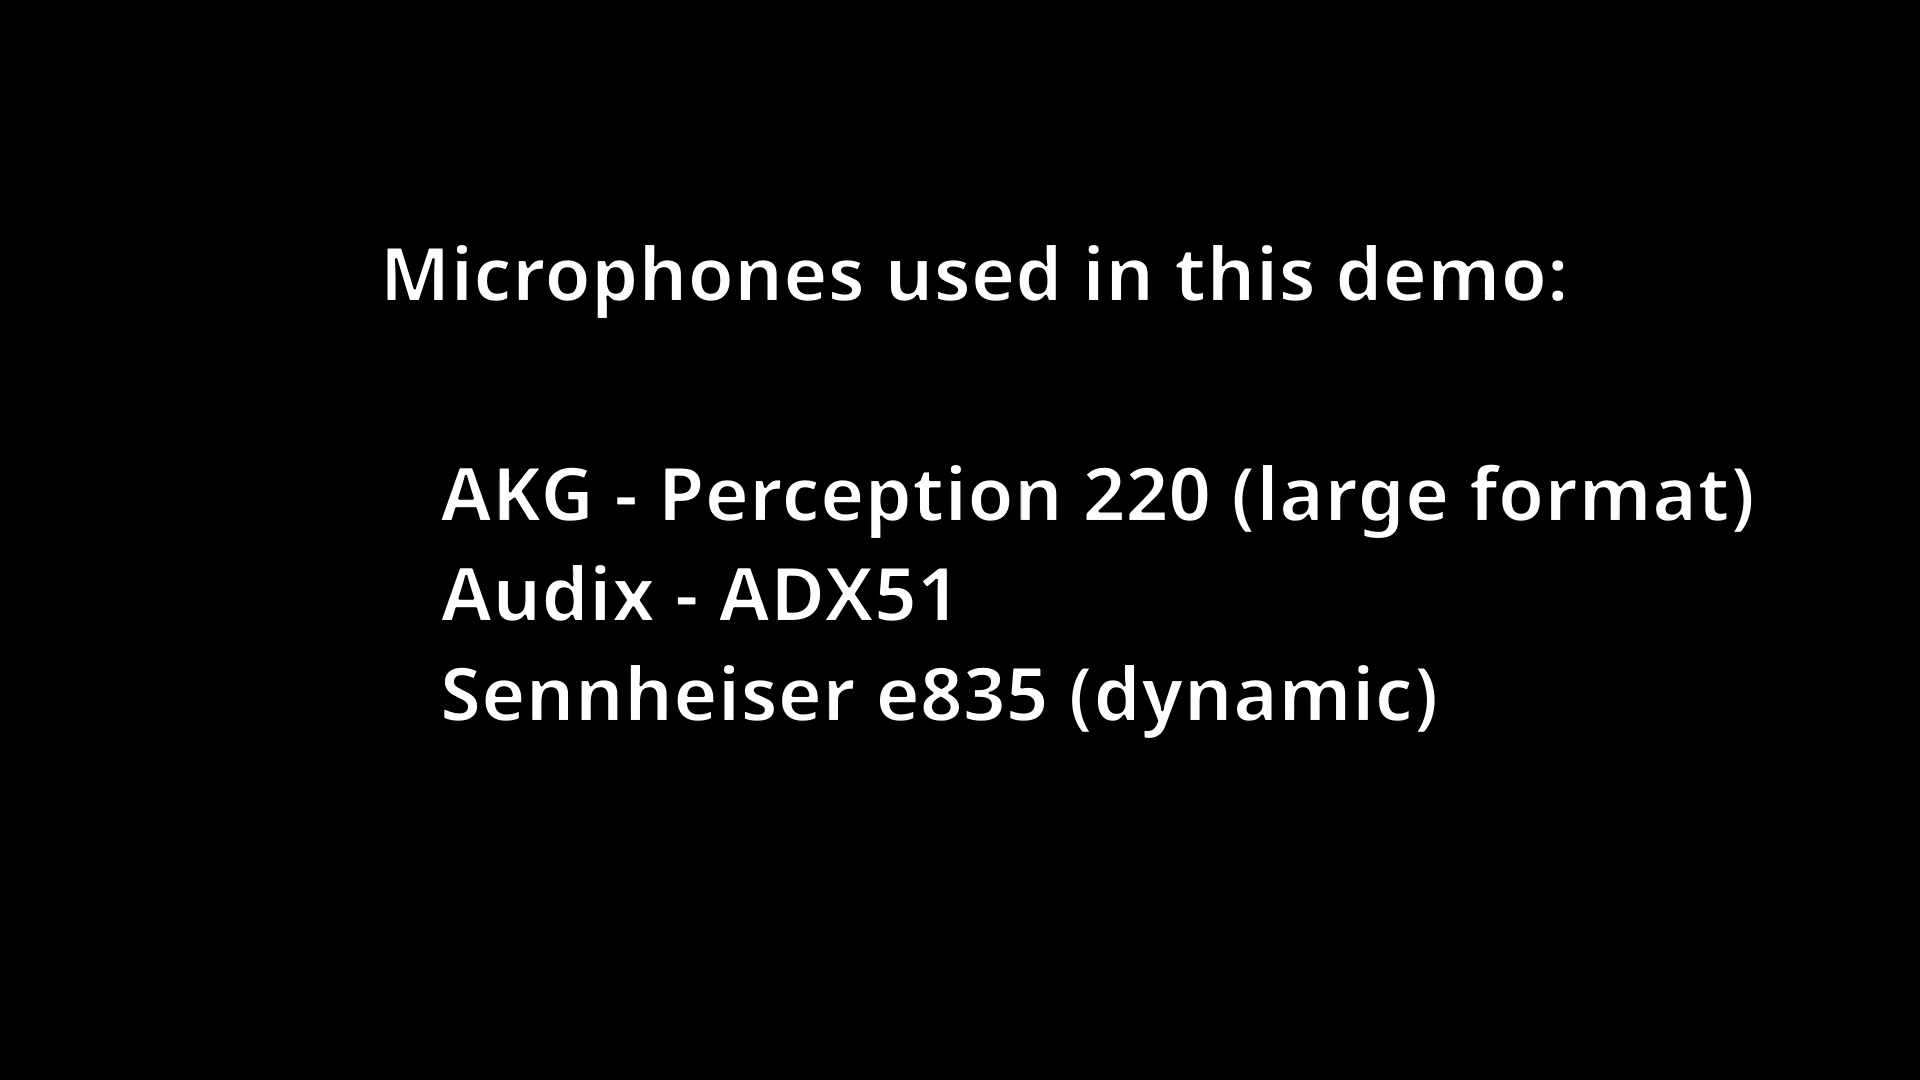 Microphones used in this demo:
AKG - Perception 220 (large format)
Audix - ADX51
Sennheiser e835 (dynamic)